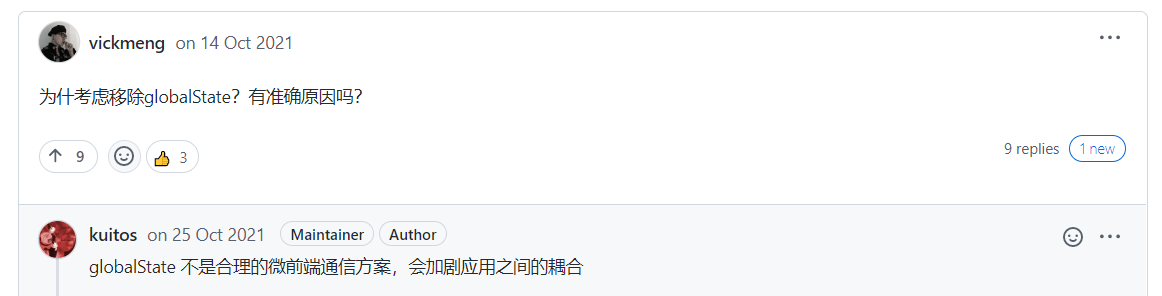 vickmeng on 14 Oct 2021
为什考虑移除globalState？有准确原因吗？
9 3
9 replies 1 new
kuitos on 25 Oct 2021 Maintainer Author
globalState 不是合理的微前端通信方案，会加剧应用之间的耦合